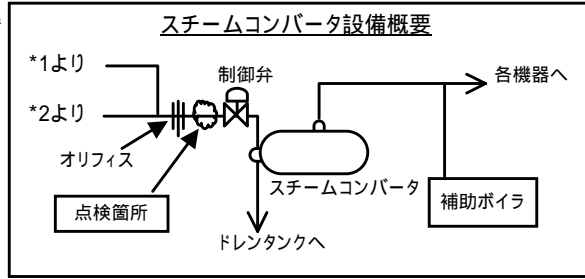 スチームコンバータ設備概要
*1より
制御弁
各機器へ
*2より
オリフィス
スチームコンバータ
点検箇所
補助ボイラ
ドレンタンクへ